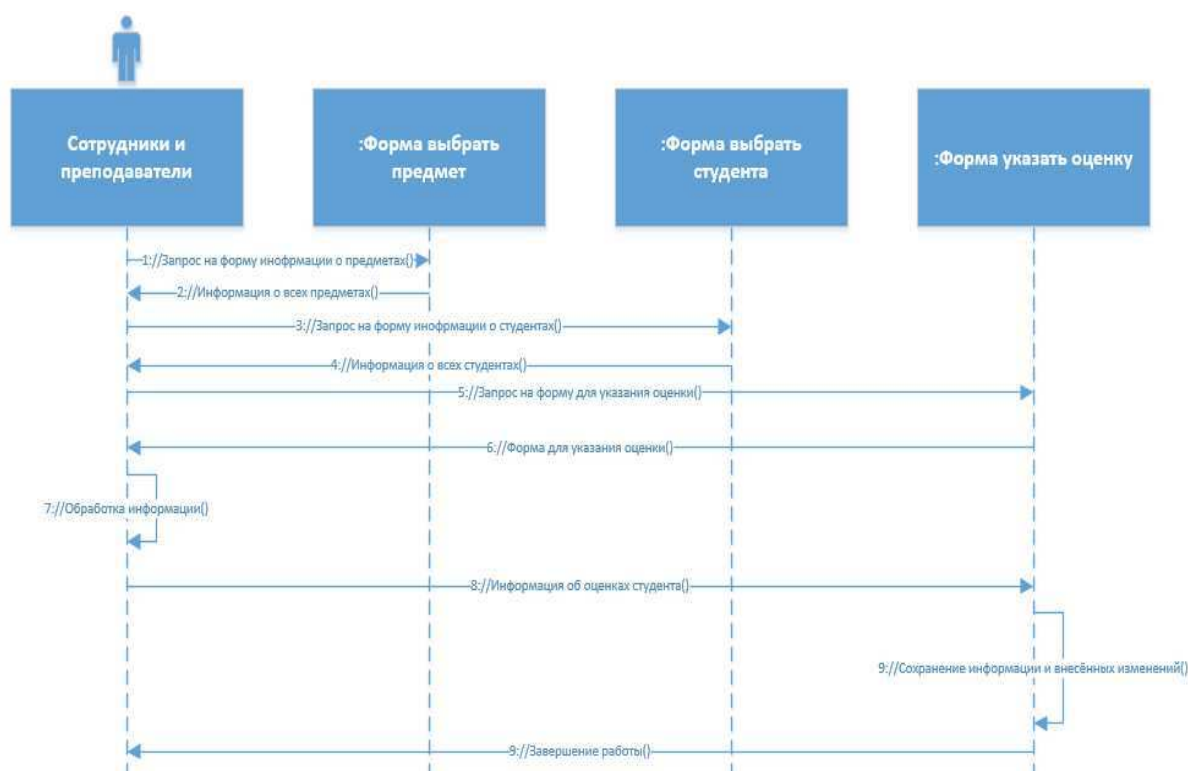 Сотрудники и
преподаватели
:Форма выбрать
предмет
:Форма выбрать
студента
:Форма указать оценку
1://Запрос на форму инофрмации о предметах()
2://Информация о всех предметах()
3://Запрос на форму инофрмации о студентах()
4://Информация о всех студентах()
5://Запрос на форму для указания оценки()
6://Форма для указания оценки()
7://Обработка информации()
8://Информация об оценках студента()
9://Сохранение информации и внесённых изменений()
9://Завершение работы()